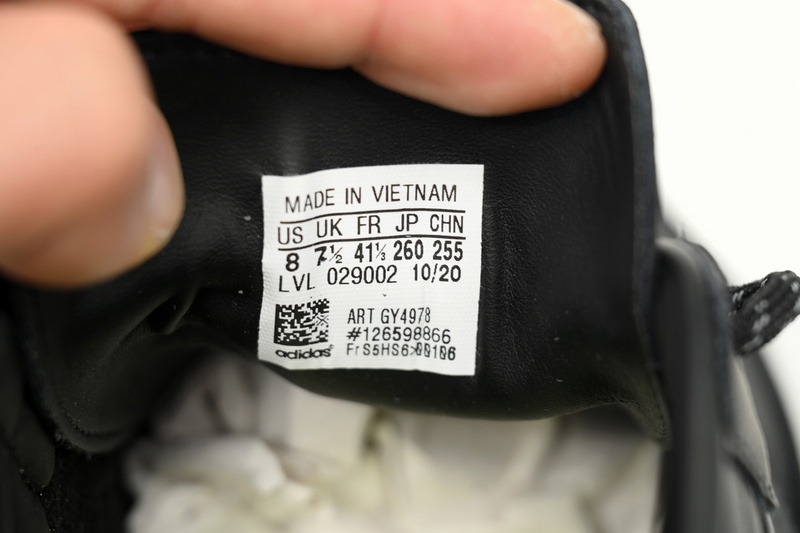 MADE IN VIETNAM
US UK FR JP CHN
8 7½ 41⅓ 260 255
LVL 029002 10/20
ART GY4978
#126598866
adidas